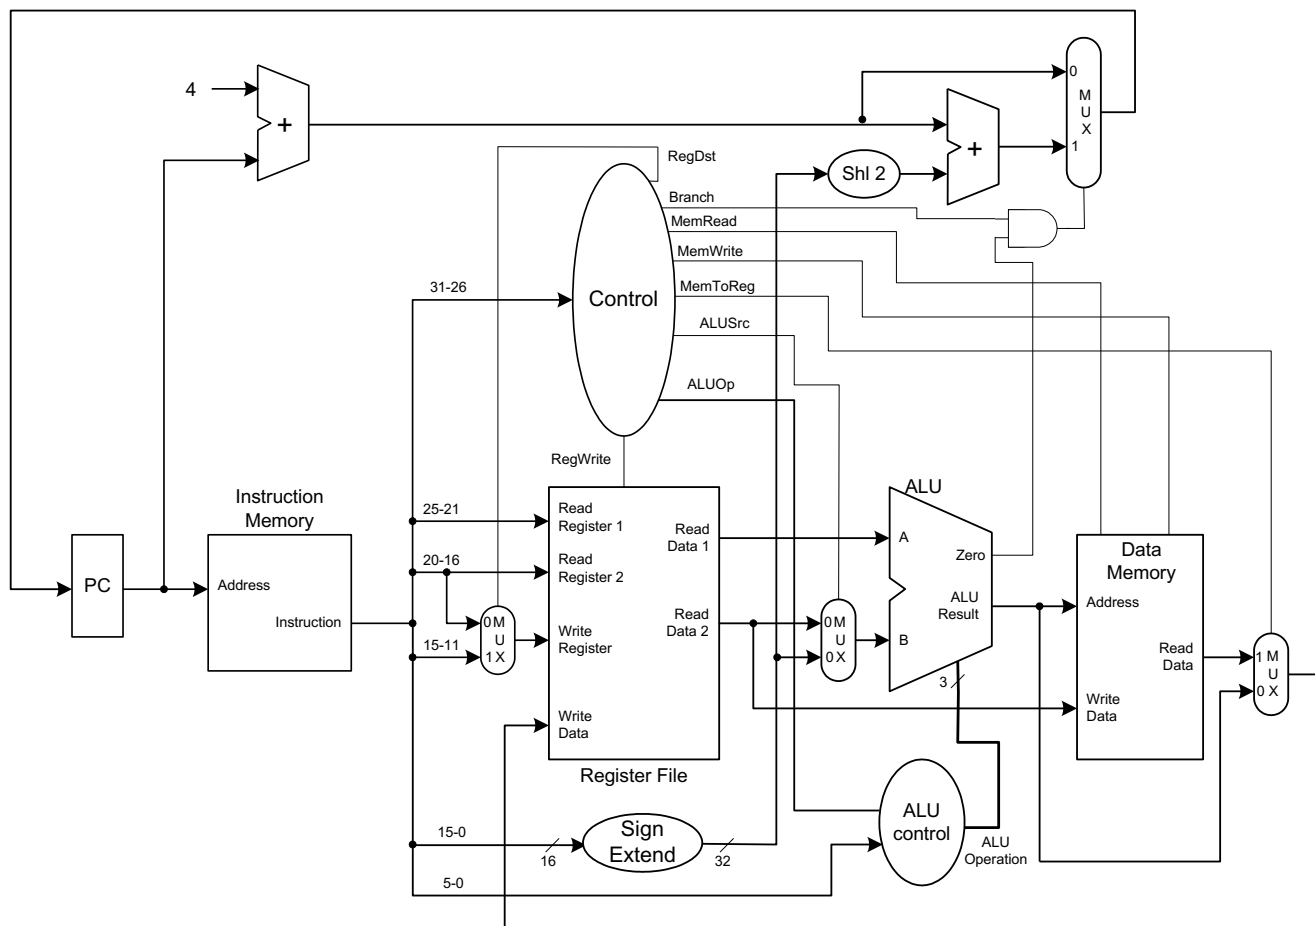 4
+
0
M
U
X
1
+
Shl 2
RegDst
Branch
MemRead
MemWrite
MemToReg
ALUSrc
ALUOp
RegWrite
Control
31-26
Instruction
Memory
PC
Address
Instruction
25-21
20-16
15-11
0 M
U
1 X
Read
Register 1
Read
Register 2
Write
Register
Write
Data
Read
Data 1
Read
Data 2
Register File
0 M
U
0 X
ALU
A
B
Zero
ALU
Result
3
Data
Memory
Address
Read
Data
Write
Data
1 M
U
0 X
15-0
16
Sign
Extend
32
ALU
control
ALU
Operation
5-0